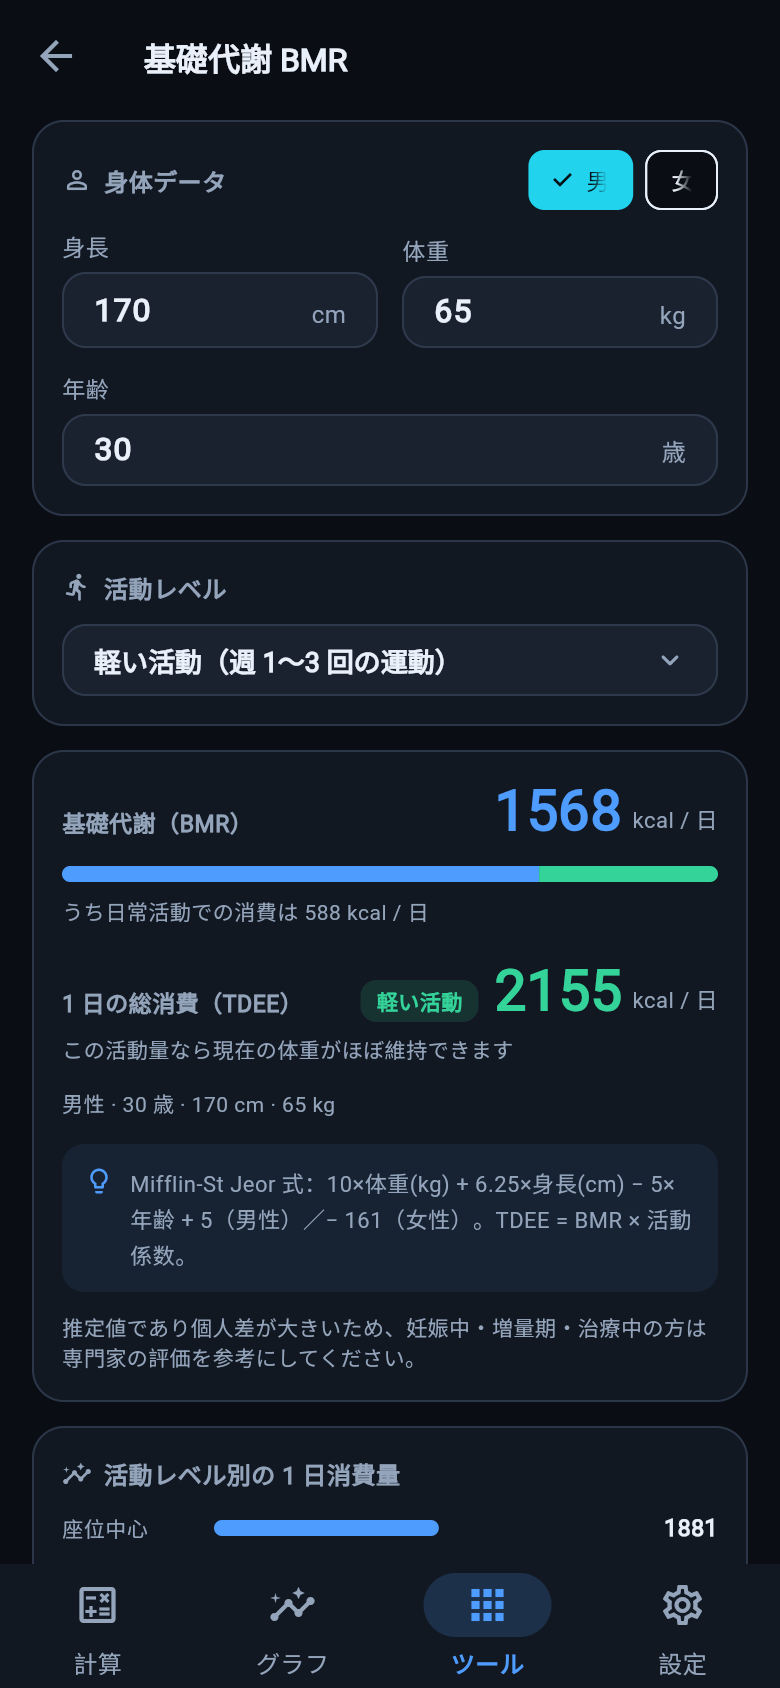 基礎代謝 BMR
身体データ
男
女
身長
体重
170 cm
65 kg
年齢
30 歳
活動レベル
軽い活動（週 1〜3 回の運動）
基礎代謝（BMR） 1568 kcal / 日
うち日常活動での消費は 588 kcal / 日
1 日の総消費（TDEE） 軽い活動 2155 kcal / 日
この活動量なら現在の体重がほぼ維持できます
男性 · 30 歳 · 170 cm · 65 kg
Mifflin-St Jeor 式：10×体重(kg) + 6.25×身長(cm) − 5×
年齢 + 5（男性）／− 161（女性）。TDEE = BMR × 活動
係数。
推定値であり個人差が大きいため、妊娠中・増量期・治療中の方は
専門家の評価を参考にしてください。
活動レベル別の 1 日消費量
座位中心 1881
計算
グラフ
ツール
設定